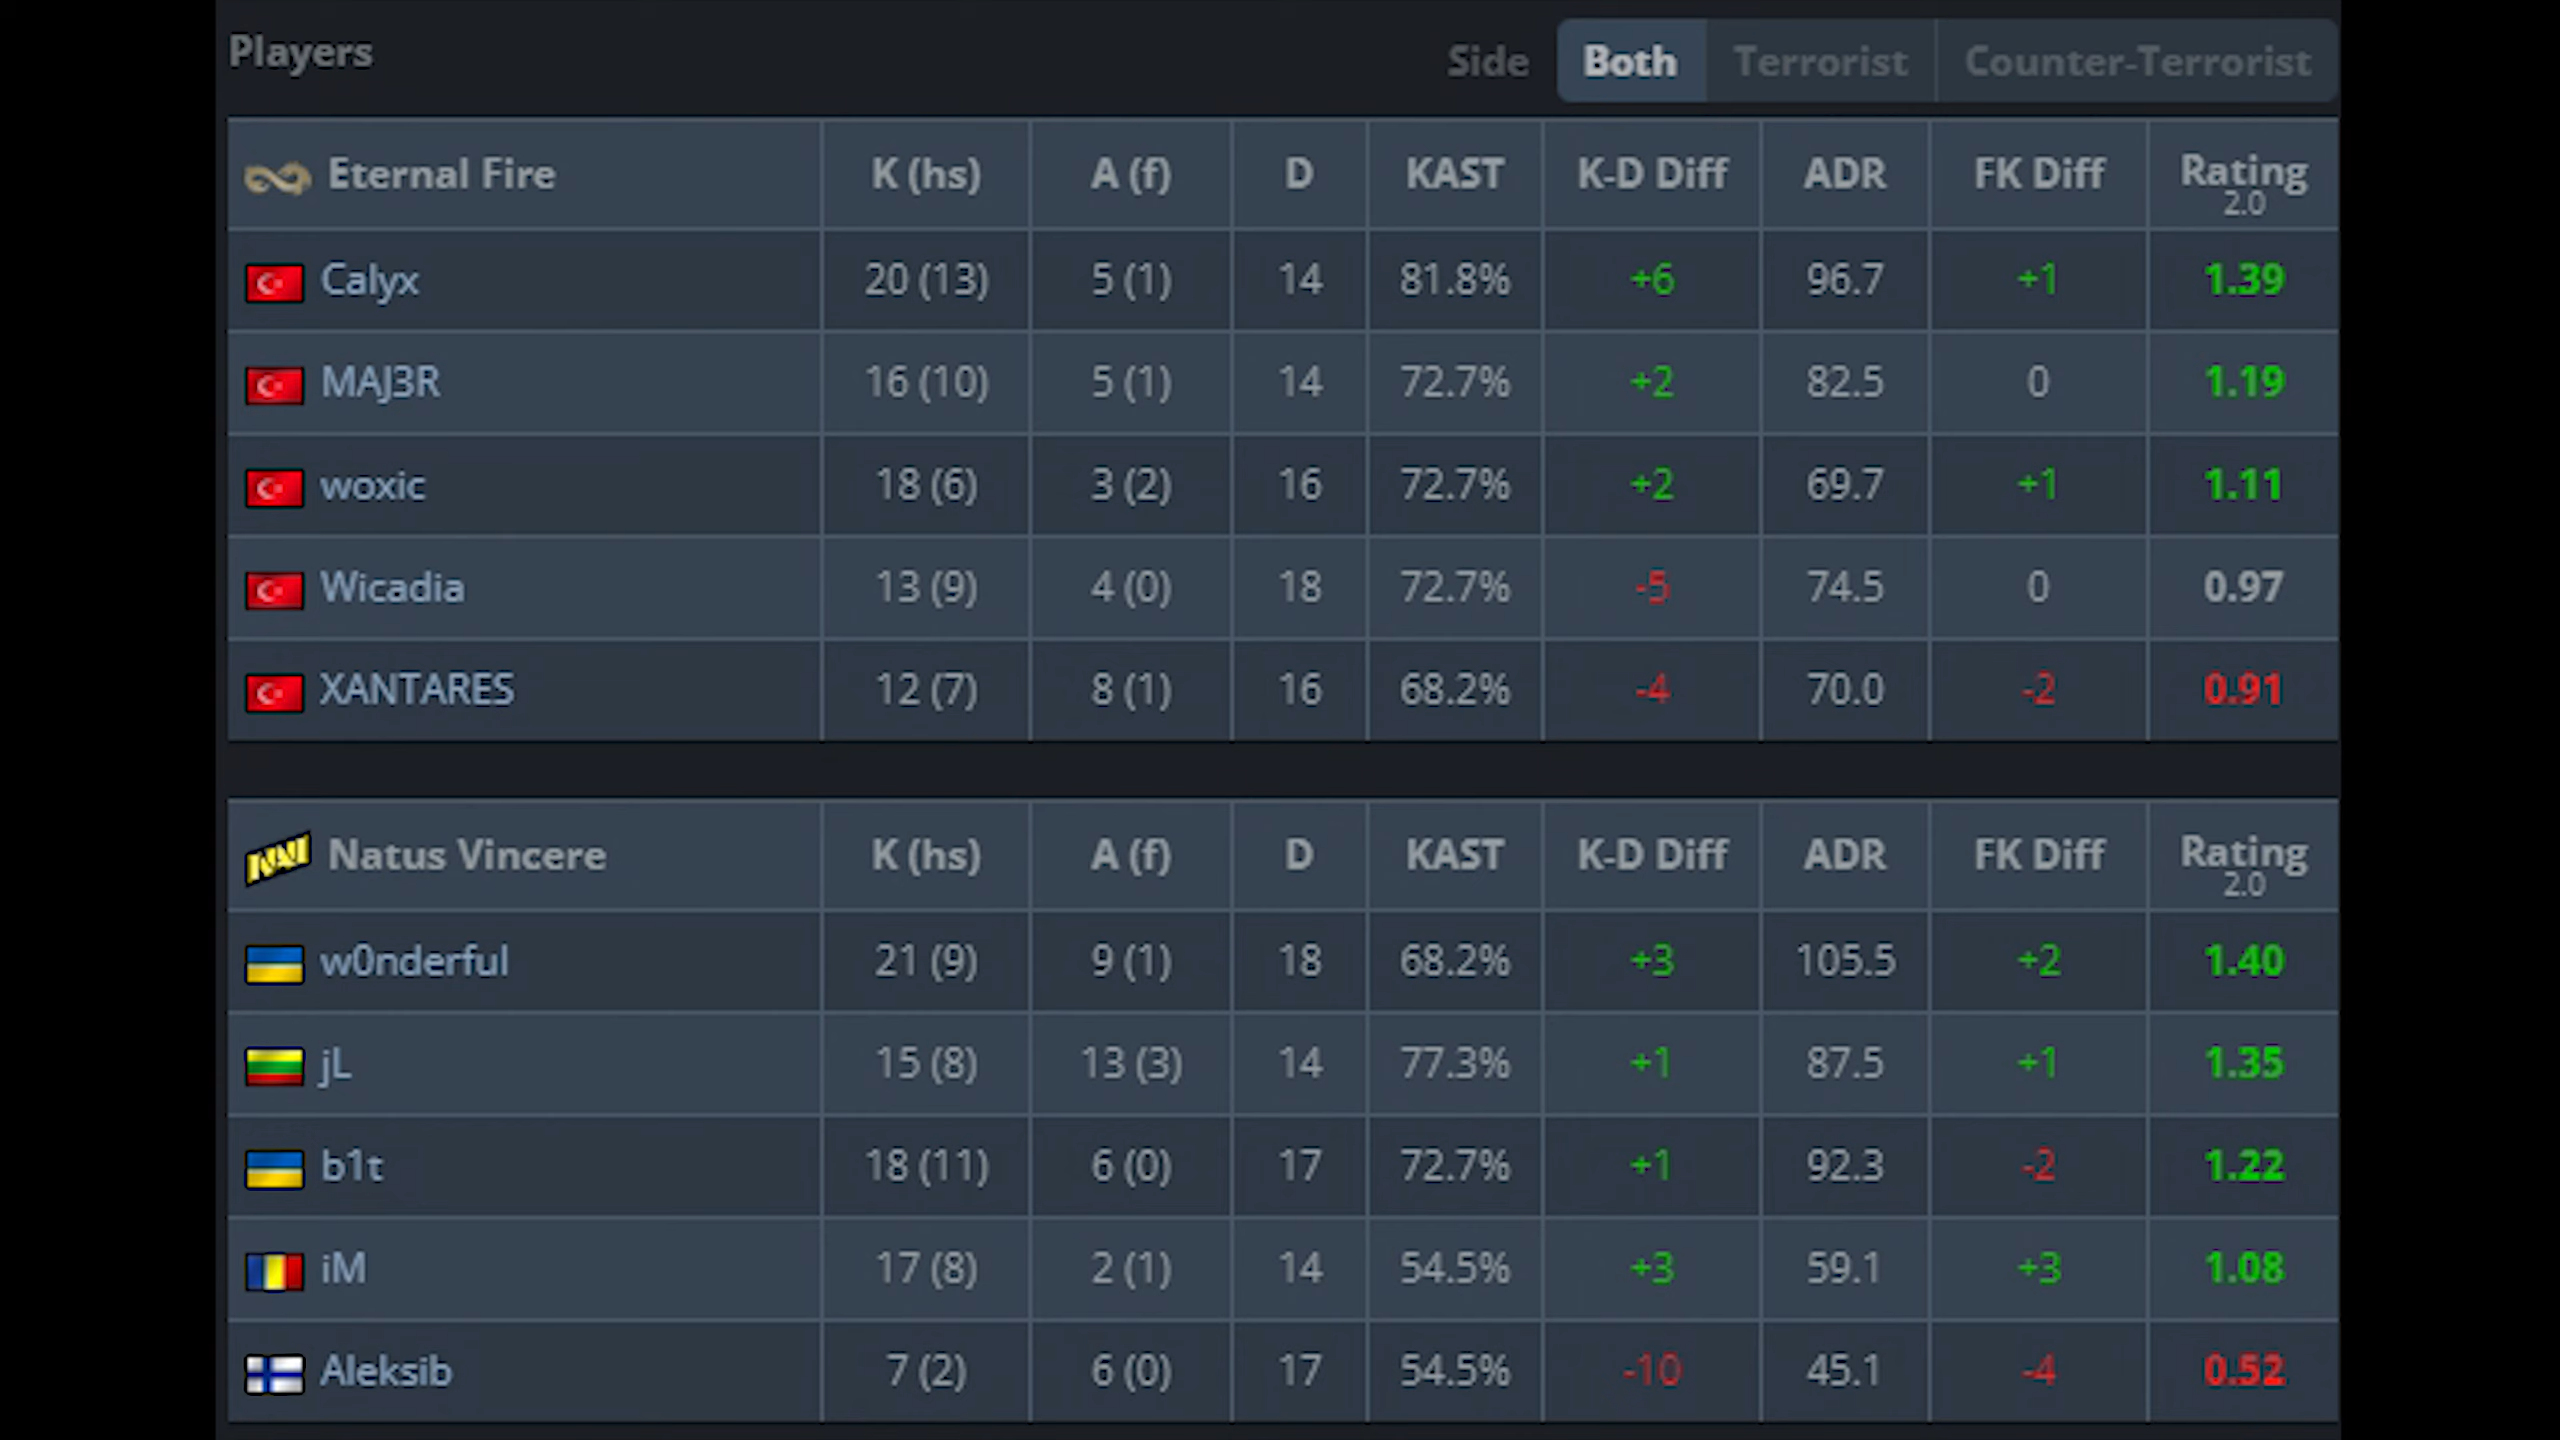 Players Side Both Terrorist Counter-Terrorist
Eternal Fire K (hs) A (f) D KAST K-D Diff ADR FK Diff Rating 2.0
Calyx 20 (13) 5 (1) 14 81.8% +6 96.7 +1 1.39
MAJ3R 16 (10) 5 (1) 14 72.7% +2 82.5 0 1.19
woxic 18 (6) 3 (2) 16 72.7% +2 69.7 +1 1.11
Wicadia 13 (9) 4 (0) 18 72.7% -5 74.5 0 0.97
XANTARES 12 (7) 8 (1) 16 68.2% -4 70.0 -2 0.91
NAVI Natus Vincere K (hs) A (f) D KAST K-D Diff ADR FK Diff Rating 2.0
w0nderful 21 (9) 9 (1) 18 68.2% +3 105.5 +2 1.40
jL 15 (8) 13 (3) 14 77.3% +1 87.5 +1 1.35
b1t 18 (11) 6 (0) 17 72.7% +1 92.3 -2 1.22
iM 17 (8) 2 (1) 14 54.5% +3 59.1 +3 1.08
Aleksib 7 (2) 6 (0) 17 54.5% -10 45.1 -4 0.52